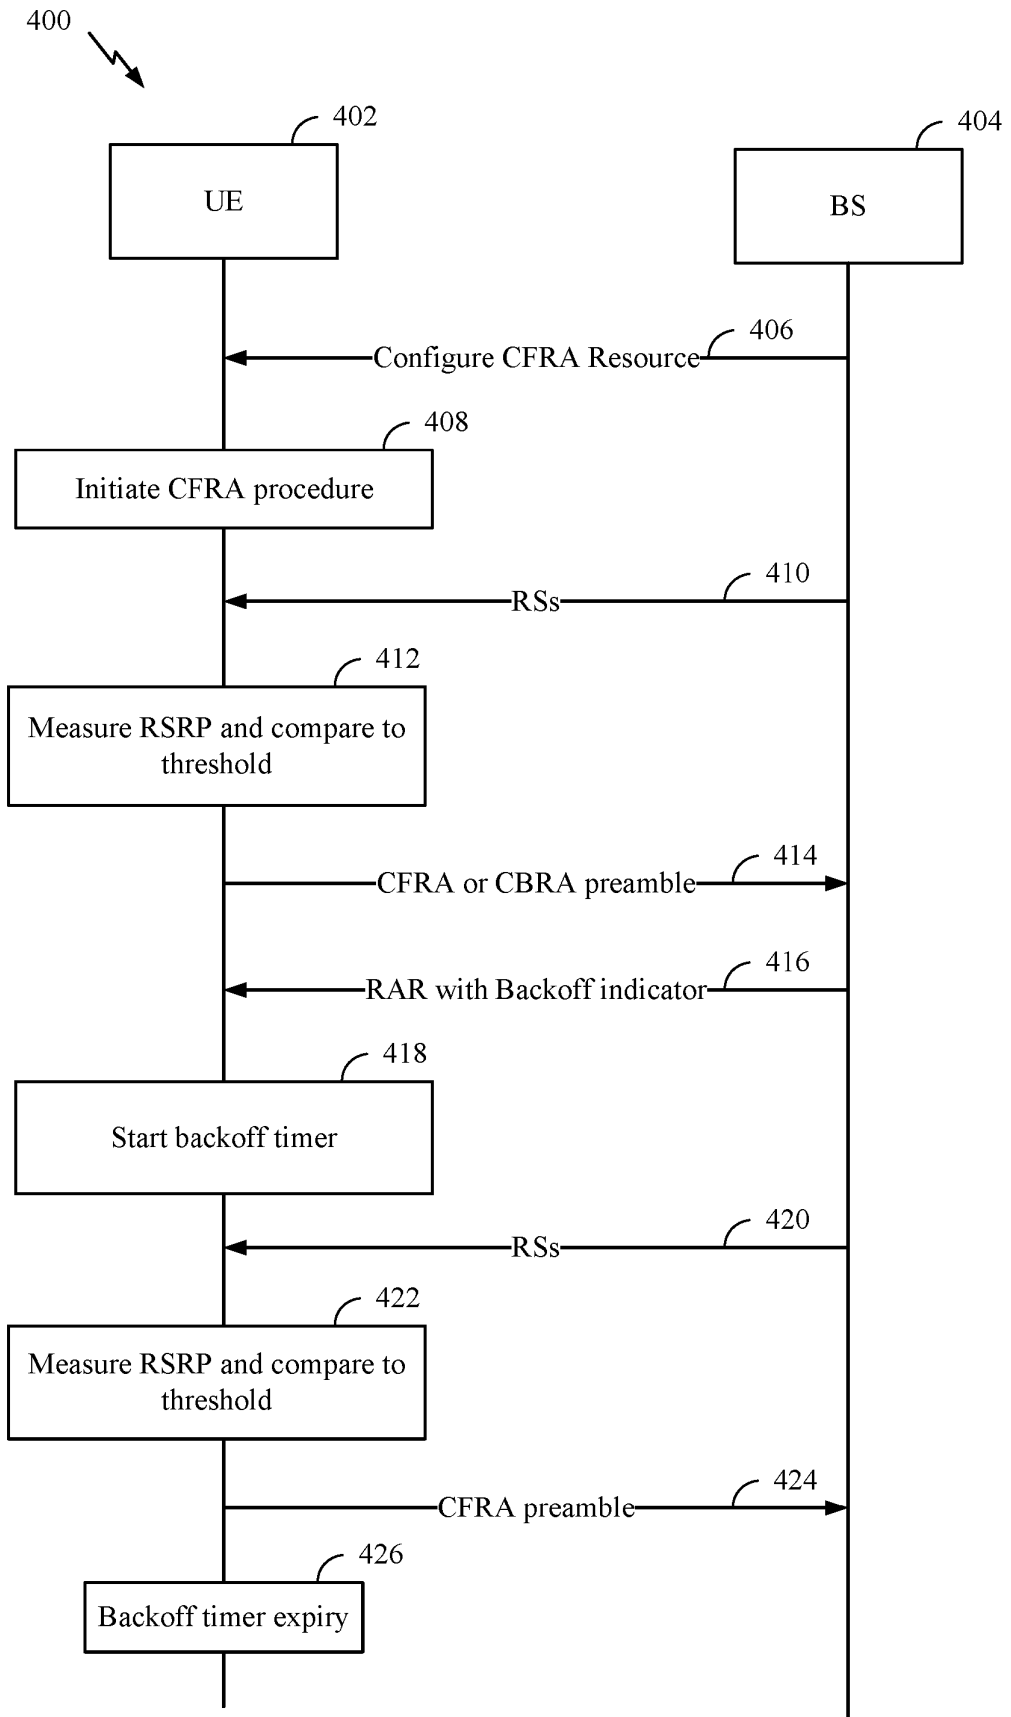 400
402
404
UE
BS
406
Configure CFRA Resource
408
Initiate CFRA procedure
410
RSs
412
Measure RSRP and compare to
threshold
414
CFRA or CBRA preamble
416
RAR with Backoff indicator
418
Start backoff timer
420
RSs
422
Measure RSRP and compare to
threshold
424
CFRA preamble
426
Backoff timer expiry